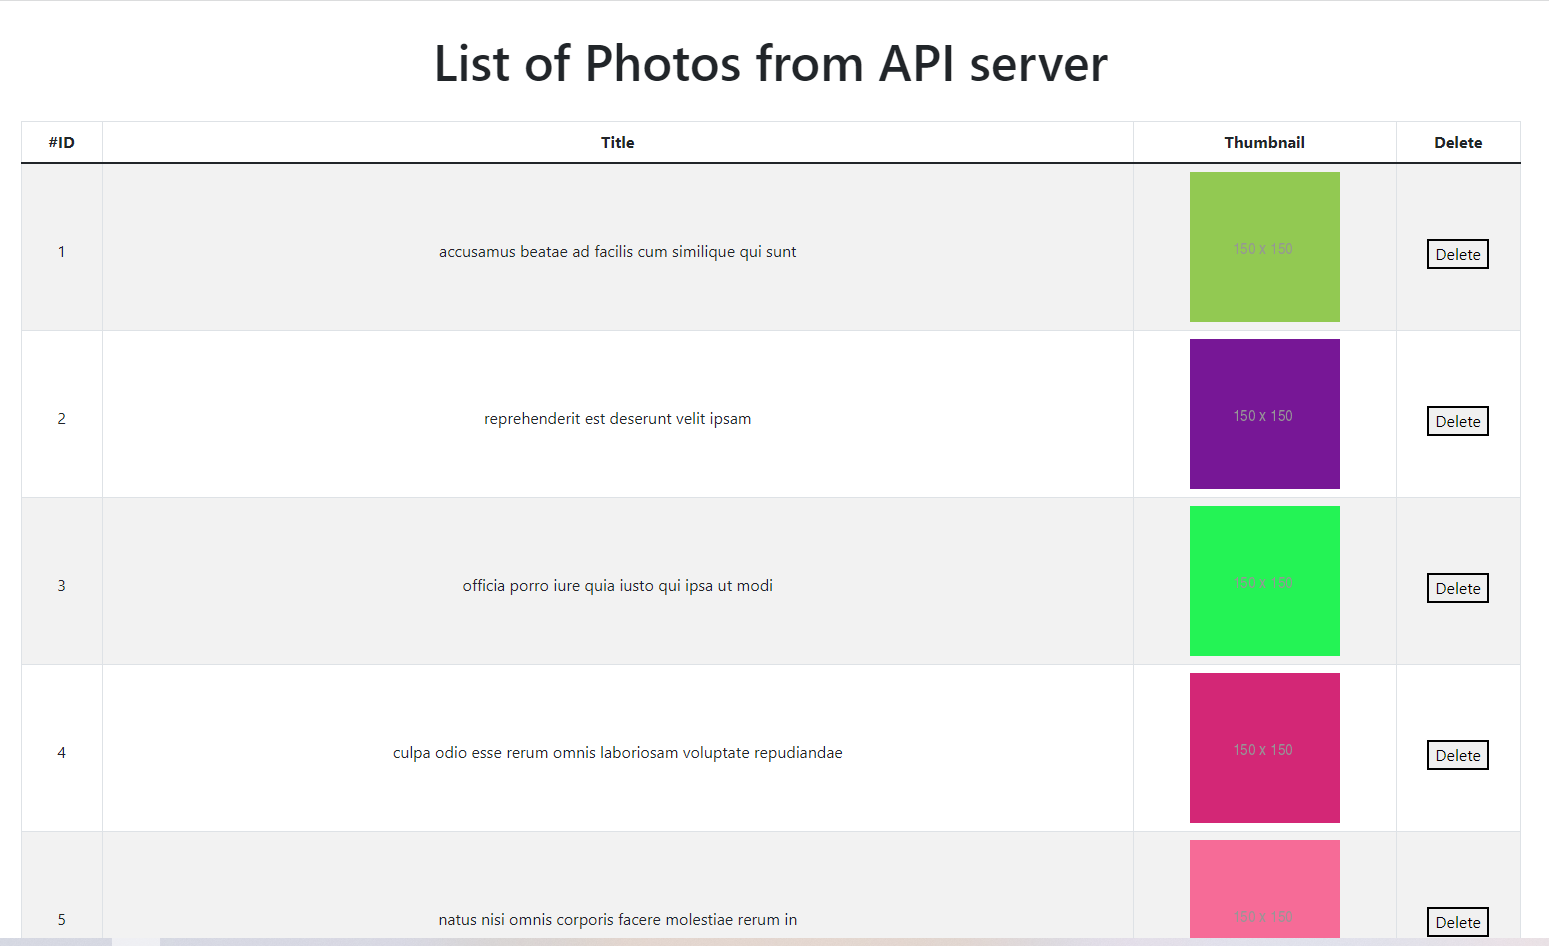 List of Photos from API server
#ID Title Thumbnail Delete
1 accusamus beatae ad facilis cum similique qui sunt 150 x 150 Delete
2 reprehenderit est deserunt velit ipsam 150 x 150 Delete
3 officia porro iure quia iusto qui ipsa ut modi 150 x 150 Delete
4 culpa odio esse rerum omnis laboriosam voluptate repudiandae 150 x 150 Delete
5 natus nisi omnis corporis facere molestiae rerum in 150 x 150 Delete